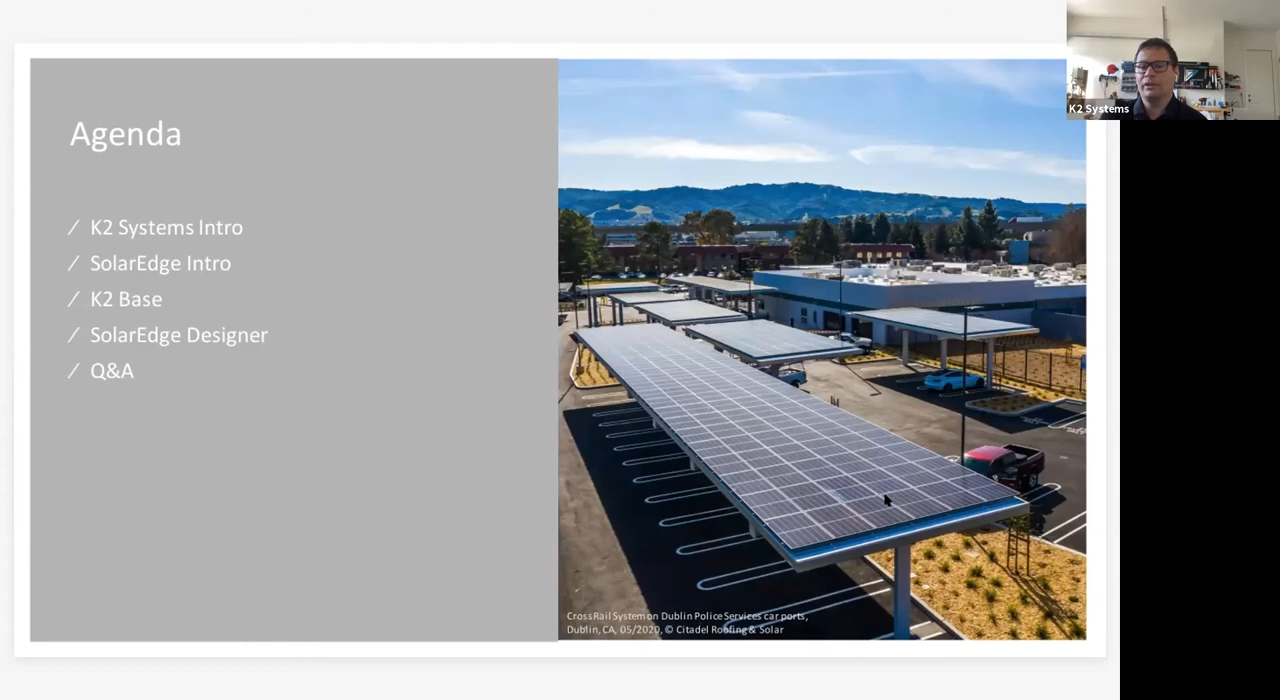 K2 Systems
Agenda
/ K2 Systems Intro
/ SolarEdge Intro
/ K2 Base
/ SolarEdge Designer
/ Q&A
CrossRail System on Dublin Police Services car ports,
Dublin, CA, 05/2020, © Citadel Roofing & Solar